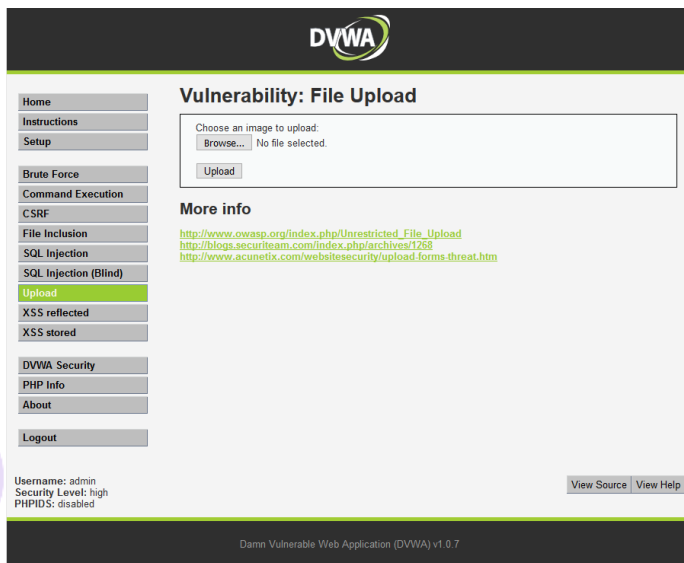 DVWA
Home
Instructions
Setup
Brute Force
Command Execution
CSRF
File Inclusion
SQL Injection
SQL Injection (Blind)
Upload
XSS reflected
XSS stored
DVWA Security
PHP Info
About
Logout
Vulnerability: File Upload
Choose an image to upload:
Browse... No file selected.
Upload
More info
http://www.owasp.org/index.php/Unrestricted_File_Upload
http://blogs.securiteam.com/index.php/archives/1268
http://www.acunetix.com/websitesecurity/upload-forms-threat.htm
Username: admin
Security Level: high
PHPIDS: disabled
View Source View Help
Damn Vulnerable Web Application (DVWA) v1.0.7